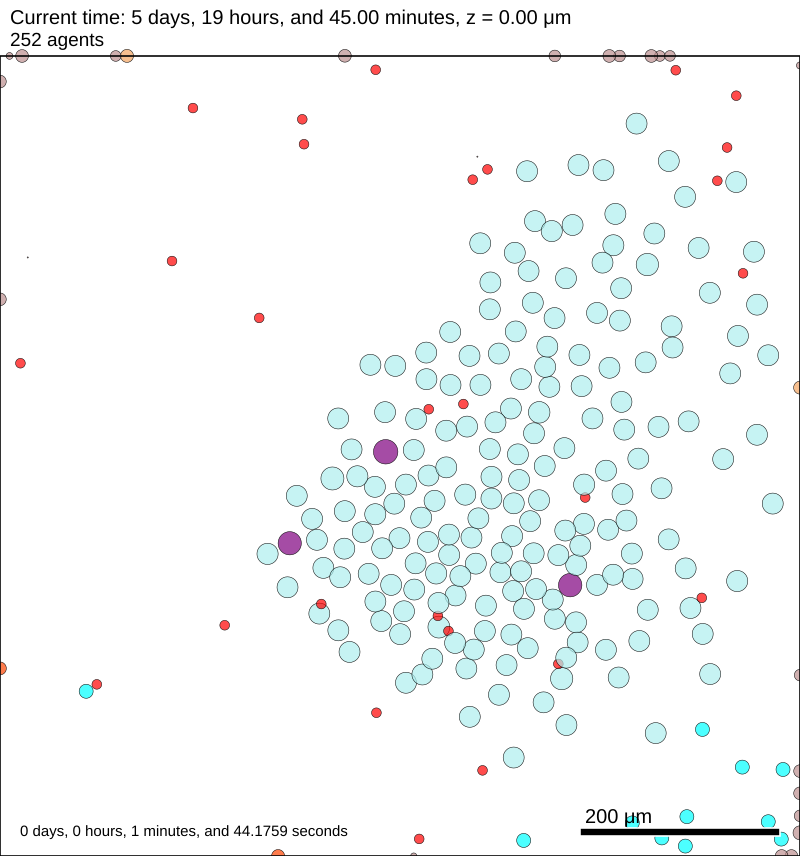 Current time: 5 days, 19 hours, and 45.00 minutes, z = 0.00 μm
252 agents
200 μm
0 days, 0 hours, 1 minutes, and 44.1759 seconds